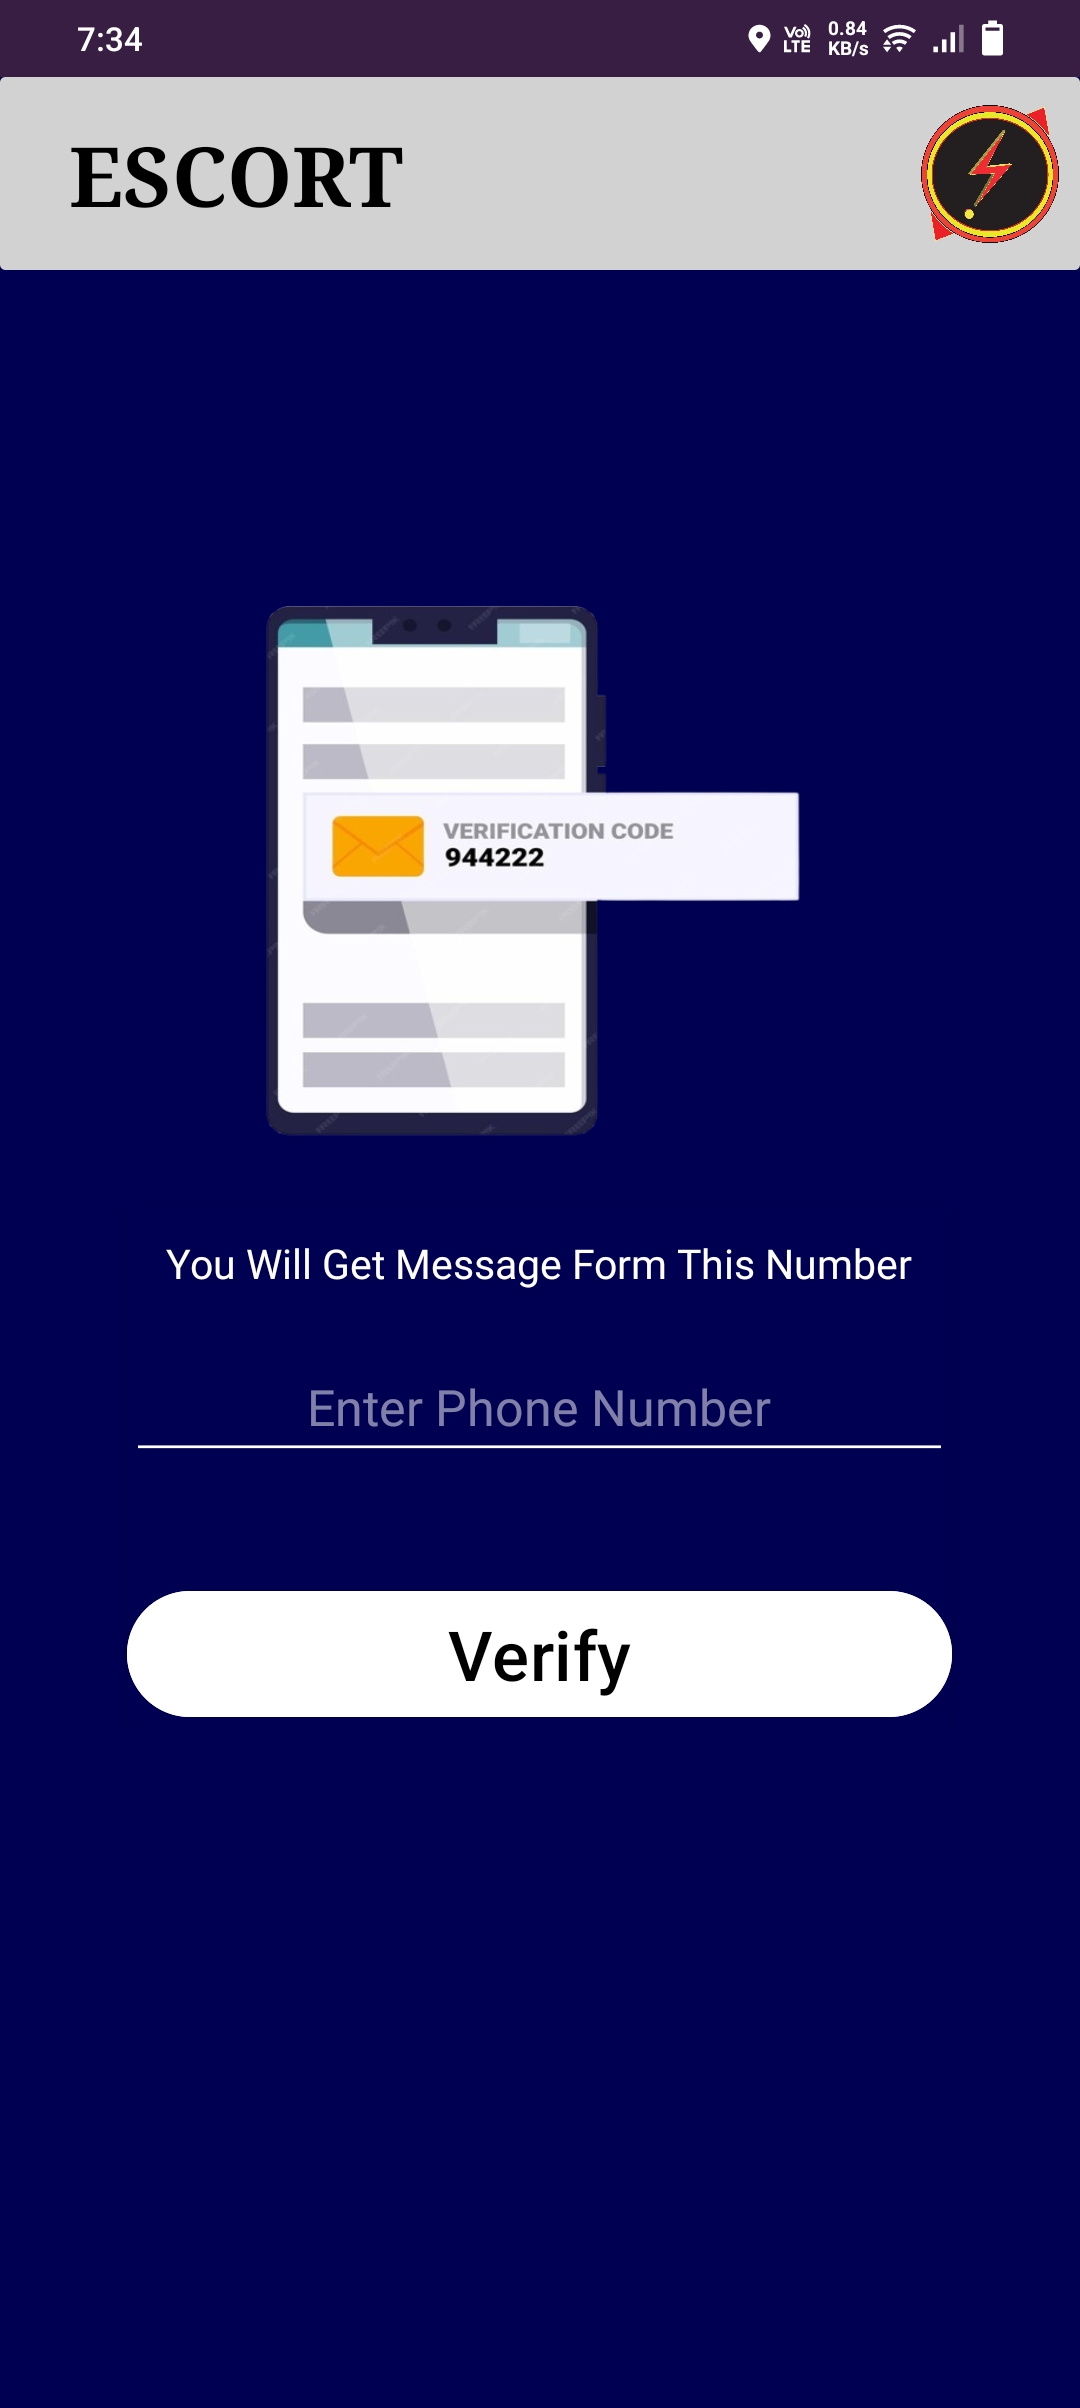 7:34
Vo)) LTE
0.84 KB/s
ESCORT
VERIFICATION CODE
944222
You Will Get Message Form This Number
Enter Phone Number
Verify